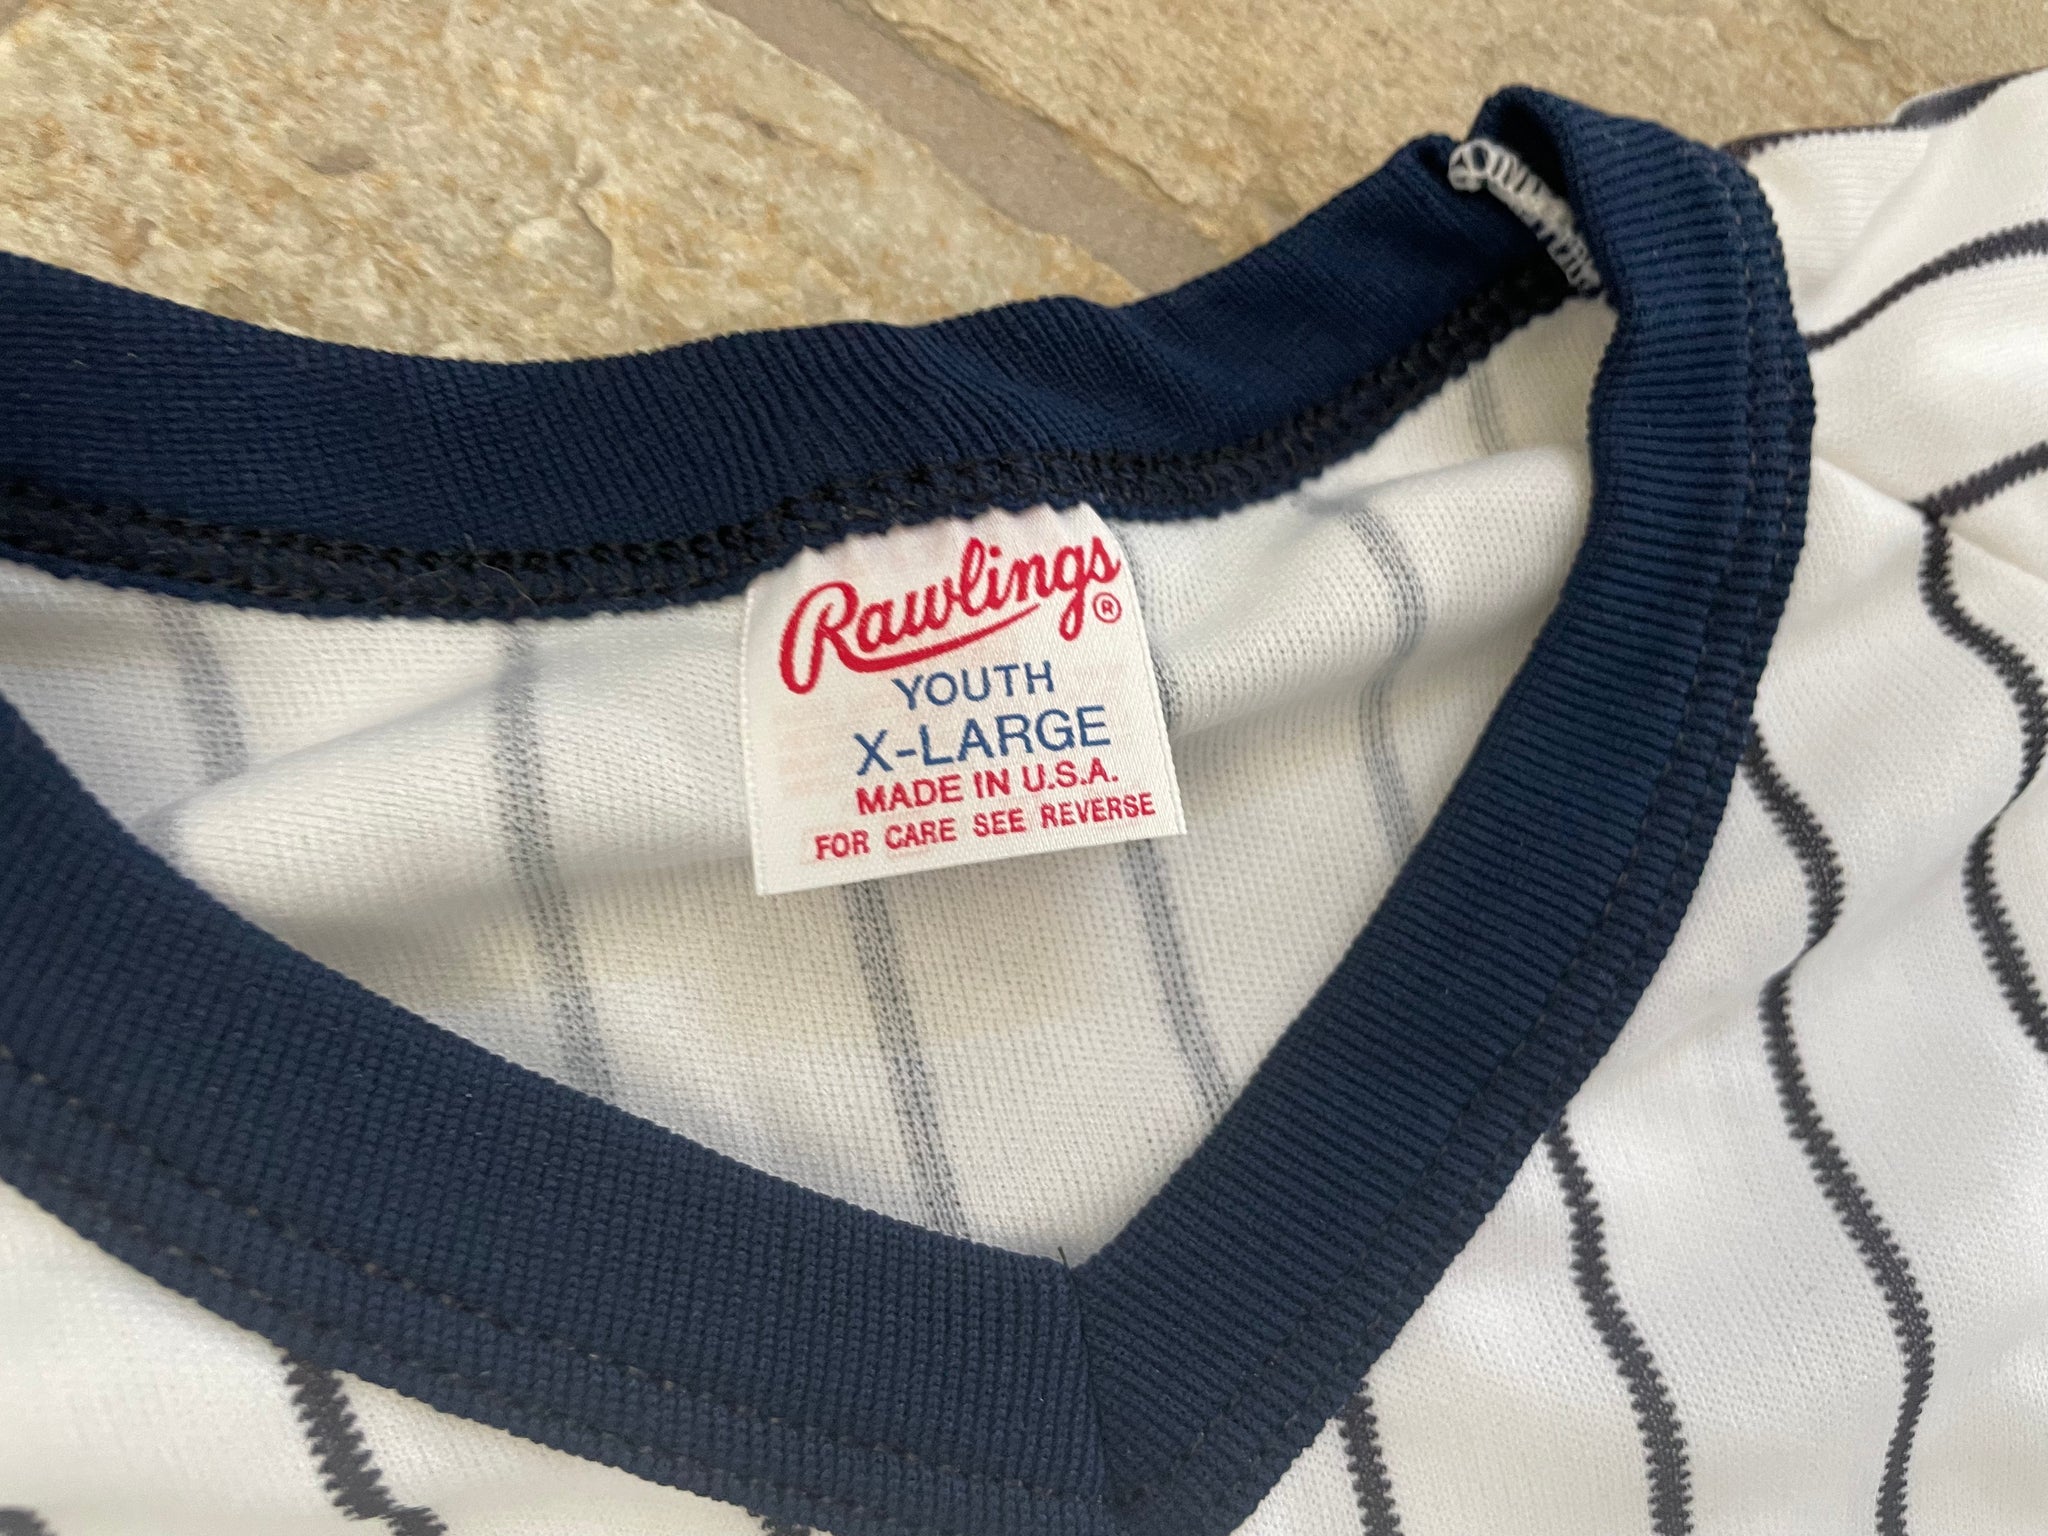 Rawlings®
YOUTH
X-LARGE
MADE IN U.S.A.
FOR CARE SEE REVERSE